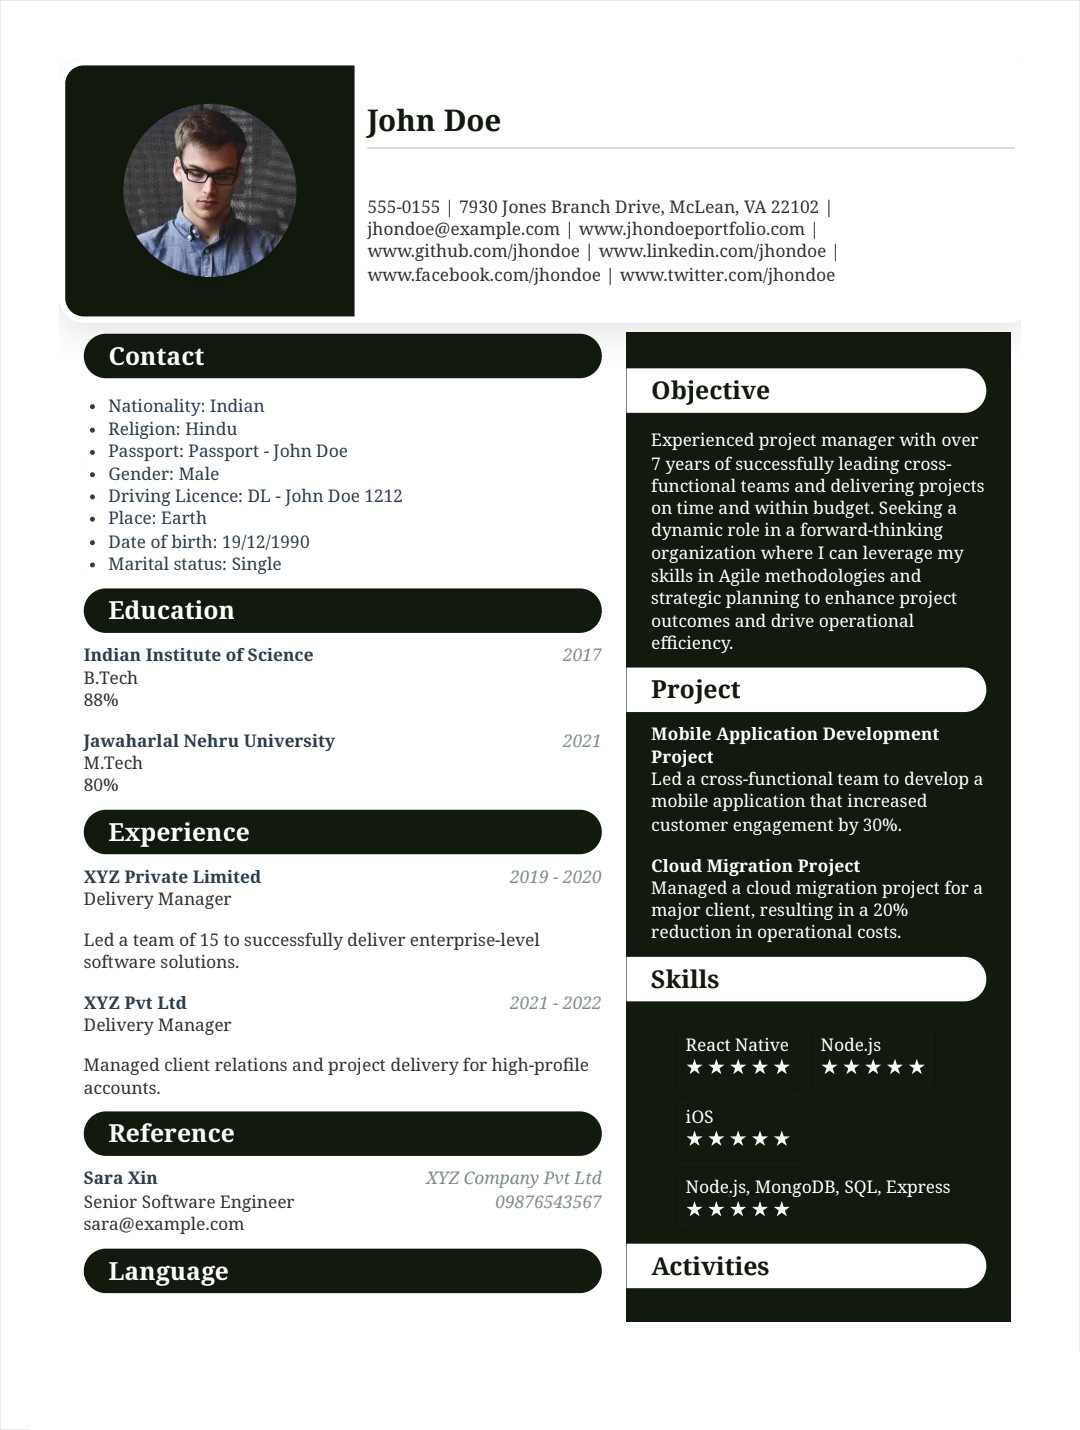 John Doe
555-0155 | 7930 Jones Branch Drive, McLean, VA 22102 |
jhondoe@example.com | www.jhondoeportfolio.com |
www.github.com/jhondoe | www.linkedin.com/jhondoe |
www.facebook.com/jhondoe | www.twitter.com/jhondoe
Contact
• Nationality: Indian
• Religion: Hindu
• Passport: Passport - John Doe
• Gender: Male
• Driving Licence: DL - John Doe 1212
• Place: Earth
• Date of birth: 19/12/1990
• Marital status: Single
Education
Indian Institute of Science 2017
B.Tech
88%
Jawaharlal Nehru University 2021
M.Tech
80%
Experience
XYZ Private Limited 2019 - 2020
Delivery Manager
Led a team of 15 to successfully deliver enterprise-level
software solutions.
XYZ Pvt Ltd 2021 - 2022
Delivery Manager
Managed client relations and project delivery for high-profile
accounts.
Reference
Sara Xin XYZ Company Pvt Ltd
Senior Software Engineer 09876543567
sara@example.com
Language
Objective
Experienced project manager with over
7 years of successfully leading cross-
functional teams and delivering projects
on time and within budget. Seeking a
dynamic role in a forward-thinking
organization where I can leverage my
skills in Agile methodologies and
strategic planning to enhance project
outcomes and drive operational
efficiency.
Project
Mobile Application Development
Project
Led a cross-functional team to develop a
mobile application that increased
customer engagement by 30%.
Cloud Migration Project
Managed a cloud migration project for a
major client, resulting in a 20%
reduction in operational costs.
Skills
React Native Node.js
★★★★★ ★★★★★
iOS
★★★★★
Node.js, MongoDB, SQL, Express
★★★★★
Activities